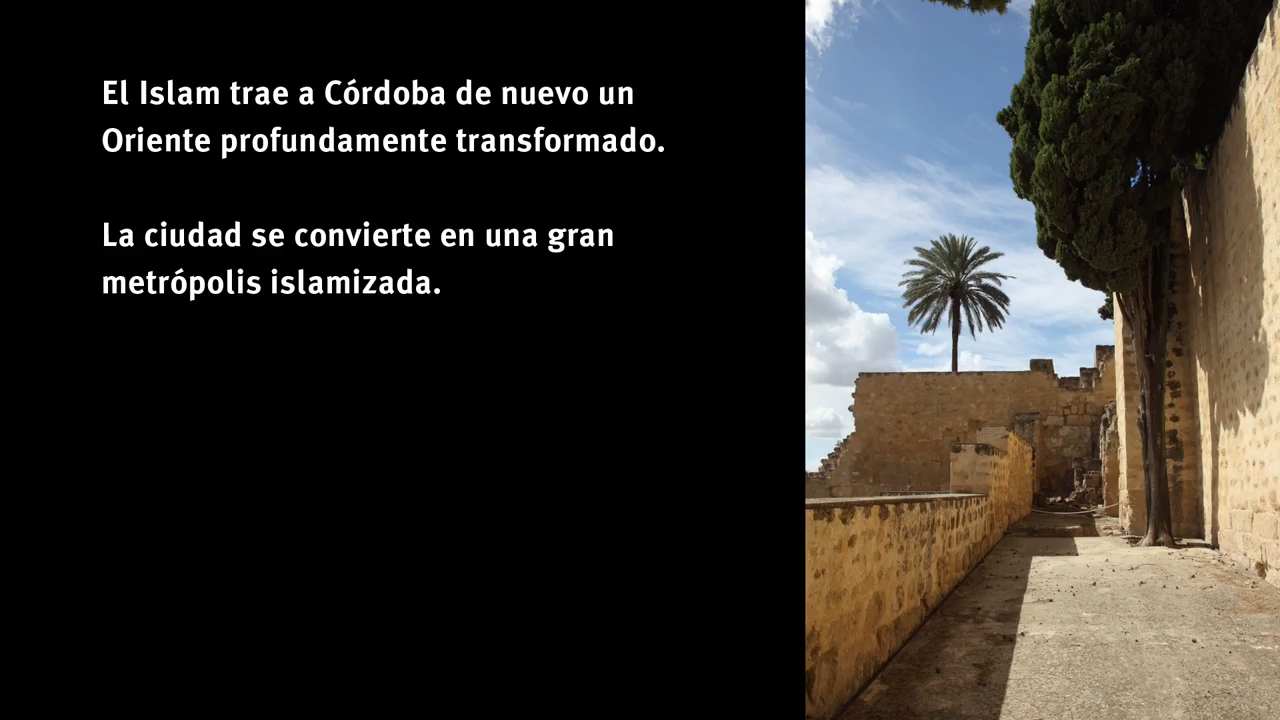 El Islam trae a Córdoba de nuevo un
Oriente profundamente transformado.
La ciudad se convierte en una gran
metrópolis islamizada.